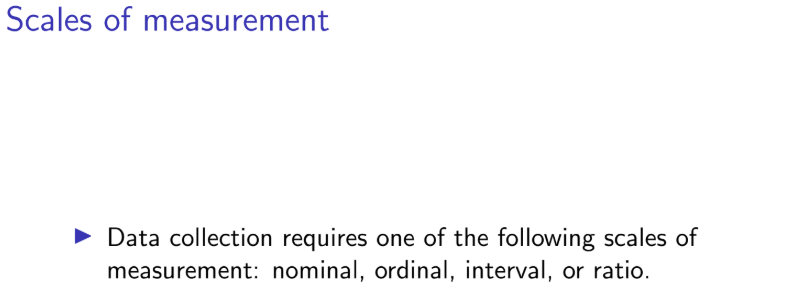 Scales of measurement
▶ Data collection requires one of the following scales of
measurement: nominal, ordinal, interval, or ratio.